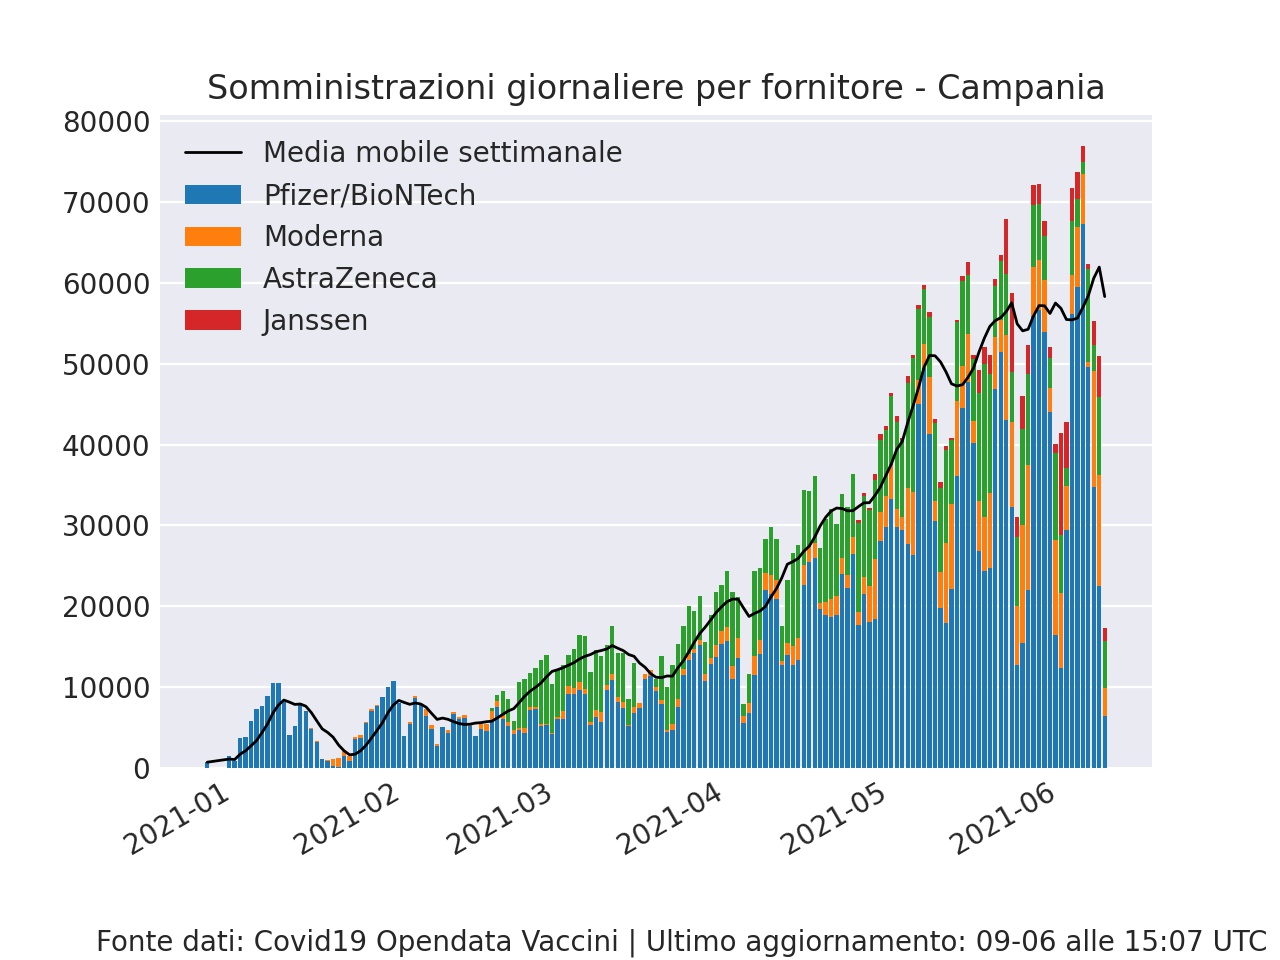 Somministrazioni giornaliere per fornitore - Campania
80000
70000
60000
50000
40000
30000
20000
10000
0
Media mobile settimanale
Pfizer/BioNTech
Moderna
AstraZeneca
Janssen
2021-01
2021-02
2021-03
2021-04
2021-05
2021-06
Fonte dati: Covid19 Opendata Vaccini | Ultimo aggiornamento: 09-06 alle 15:07 UTC